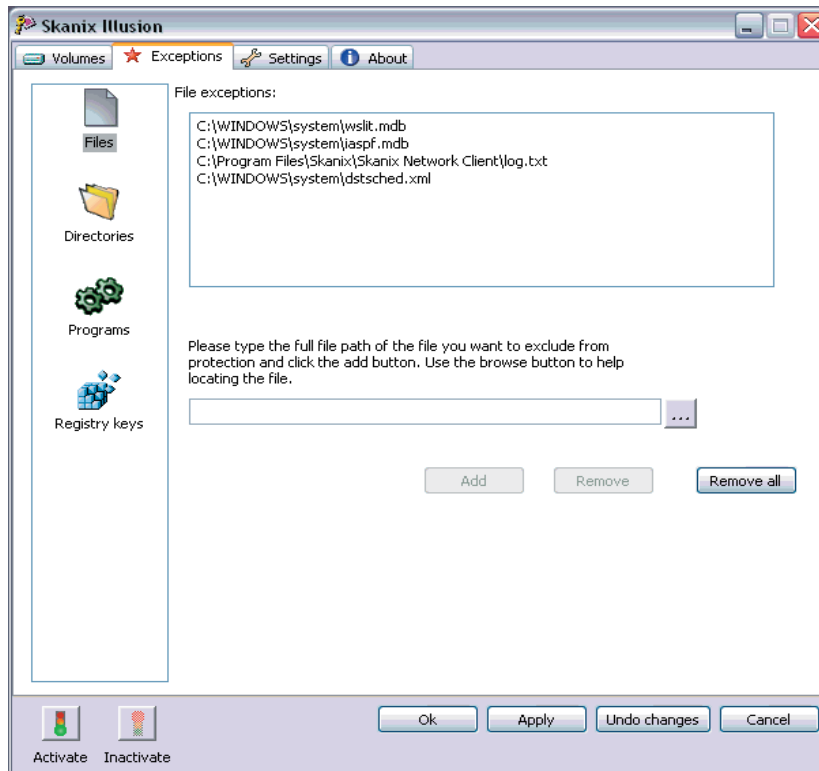 Skanix Illusion
Volumes Exceptions Settings About
File exceptions:
Files
C:\WINDOWS\system\wslit.mdb
C:\WINDOWS\system\iaspf.mdb
C:\Program Files\Skanix\Skanix Network Client\log.txt
C:\WINDOWS\system\dstsched.xml
Directories
Programs
Registry keys
Please type the full file path of the file you want to exclude from
protection and click the add button. Use the browse button to help
locating the file.
...
Add Remove Remove all
Activate Inactivate
Ok Apply Undo changes Cancel